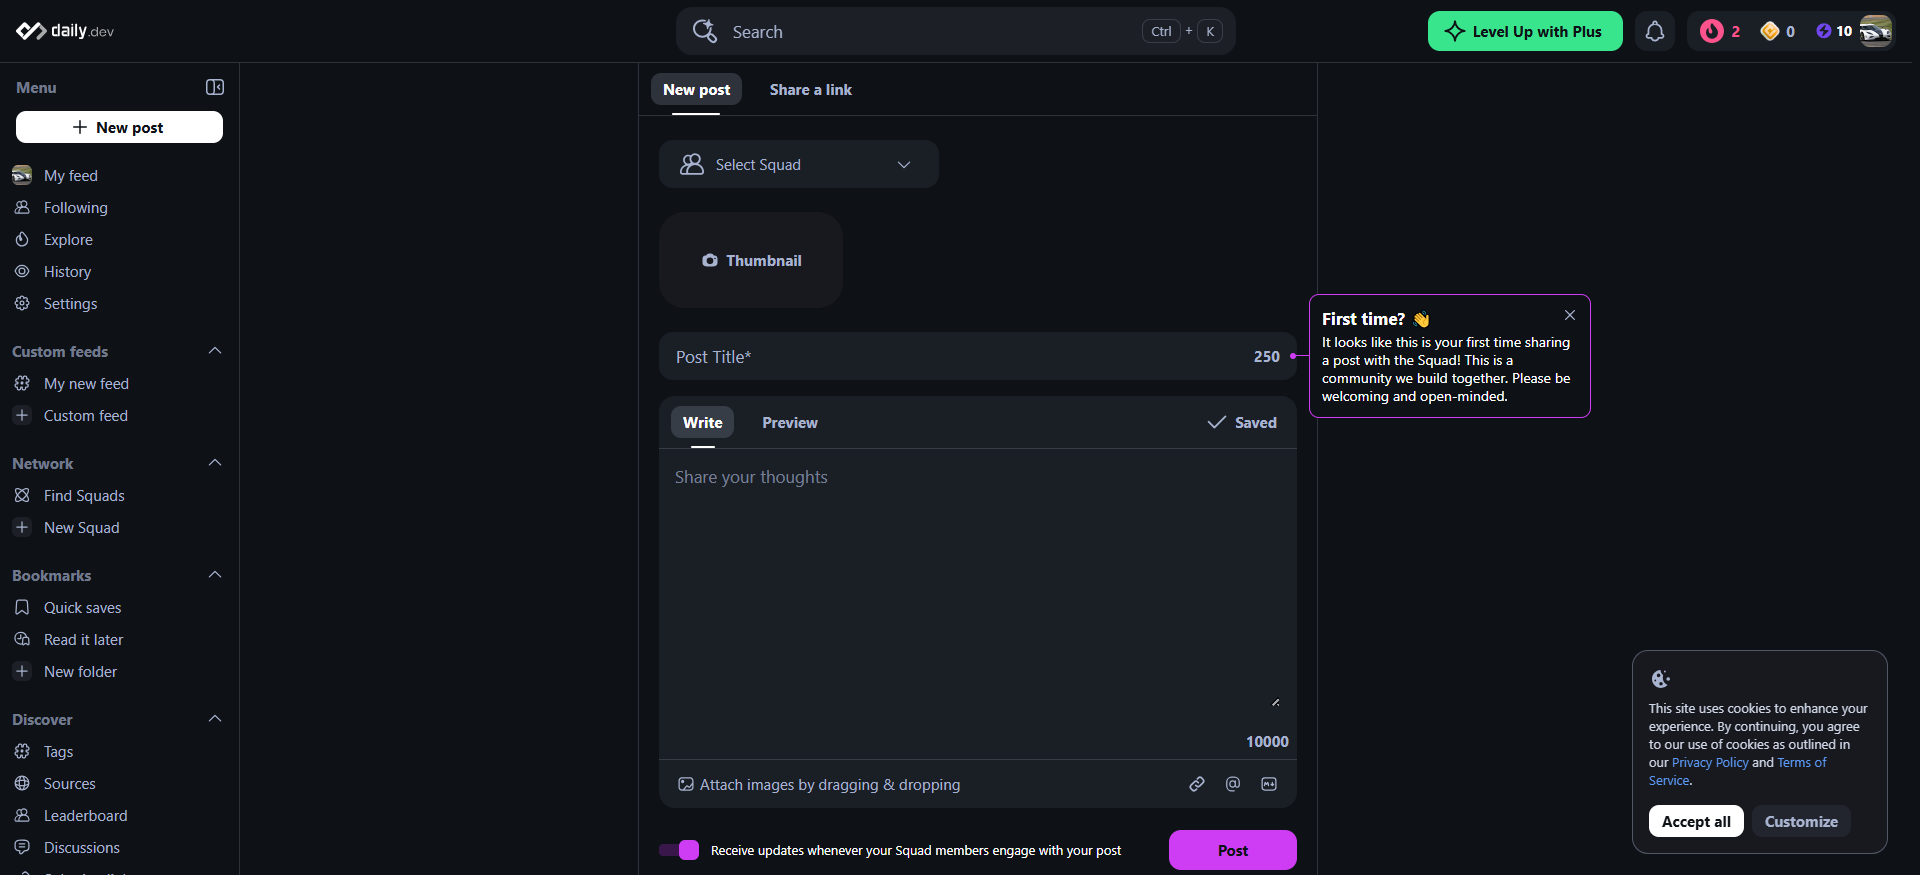 daily.dev
Search
Ctrl + K
Level Up with Plus
2
0
10
Menu
New post
My feed
Following
Explore
History
Settings
Custom feeds
My new feed
Custom feed
Network
Find Squads
New Squad
Bookmarks
Quick saves
Read it later
New folder
Discover
Tags
Sources
Leaderboard
Discussions
New post
Share a link
Select Squad
Thumbnail
Post Title*
250
Write
Preview
Saved
Share your thoughts
10000
Attach images by dragging & dropping
Receive updates whenever your Squad members engage with your post
Post
First time? 👋
It looks like this is your first time sharing
a post with the Squad! This is a
community we build together. Please be
welcoming and open-minded.
This site uses cookies to enhance your
experience. By continuing, you agree
to our use of cookies as outlined in
our Privacy Policy and Terms of
Service.
Accept all
Customize